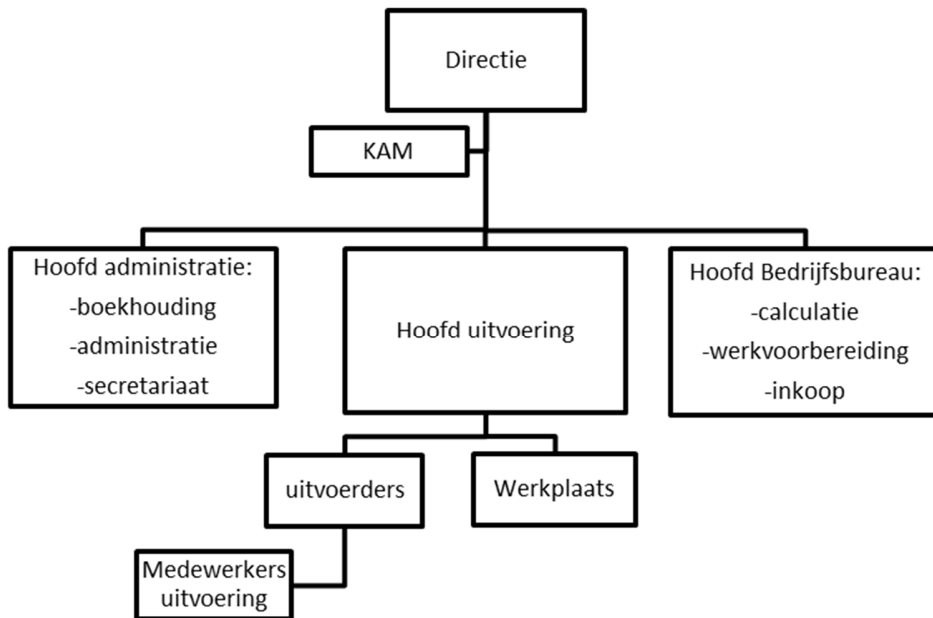 Directie
KAM
Hoofd administratie:
-boekhouding
-administratie
-secretariaat
Hoofd uitvoering
Hoofd Bedrijfsbureau:
-calculatie
-werkvoorbereiding
-inkoop
uitvoerders
Werkplaats
Medewerkers
uitvoering